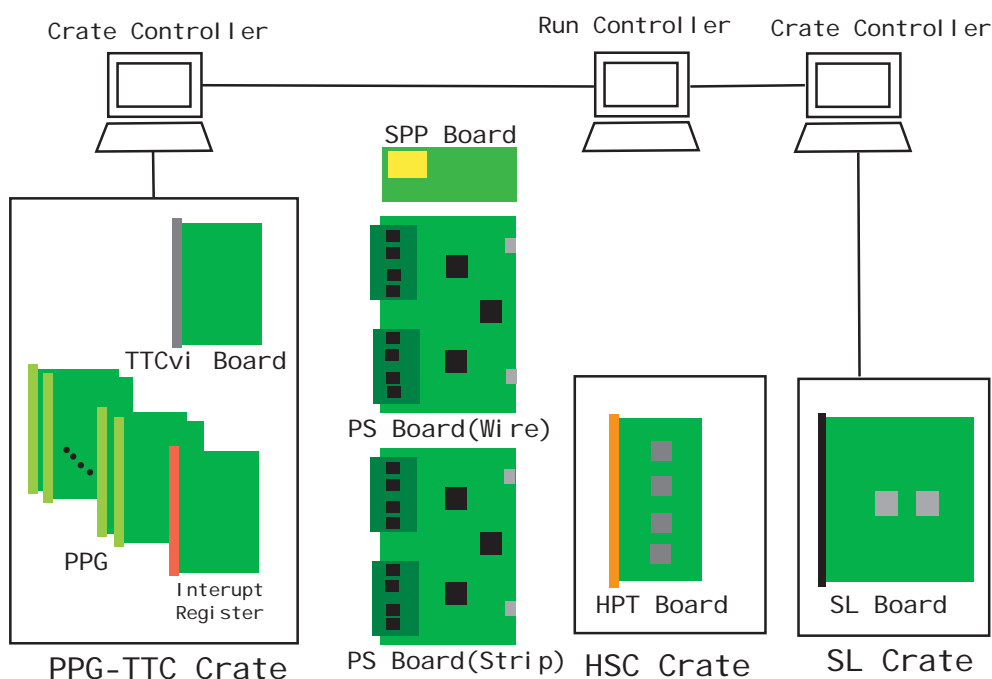 Crate Controller
Run Controller
Crate Controller
SPP Board
TTCvi Board
PS Board(Wire)
PPG
Interupt
Register
HPT Board
SL Board
PS Board(Strip)
PPG-TTC Crate
HSC Crate
SL Crate